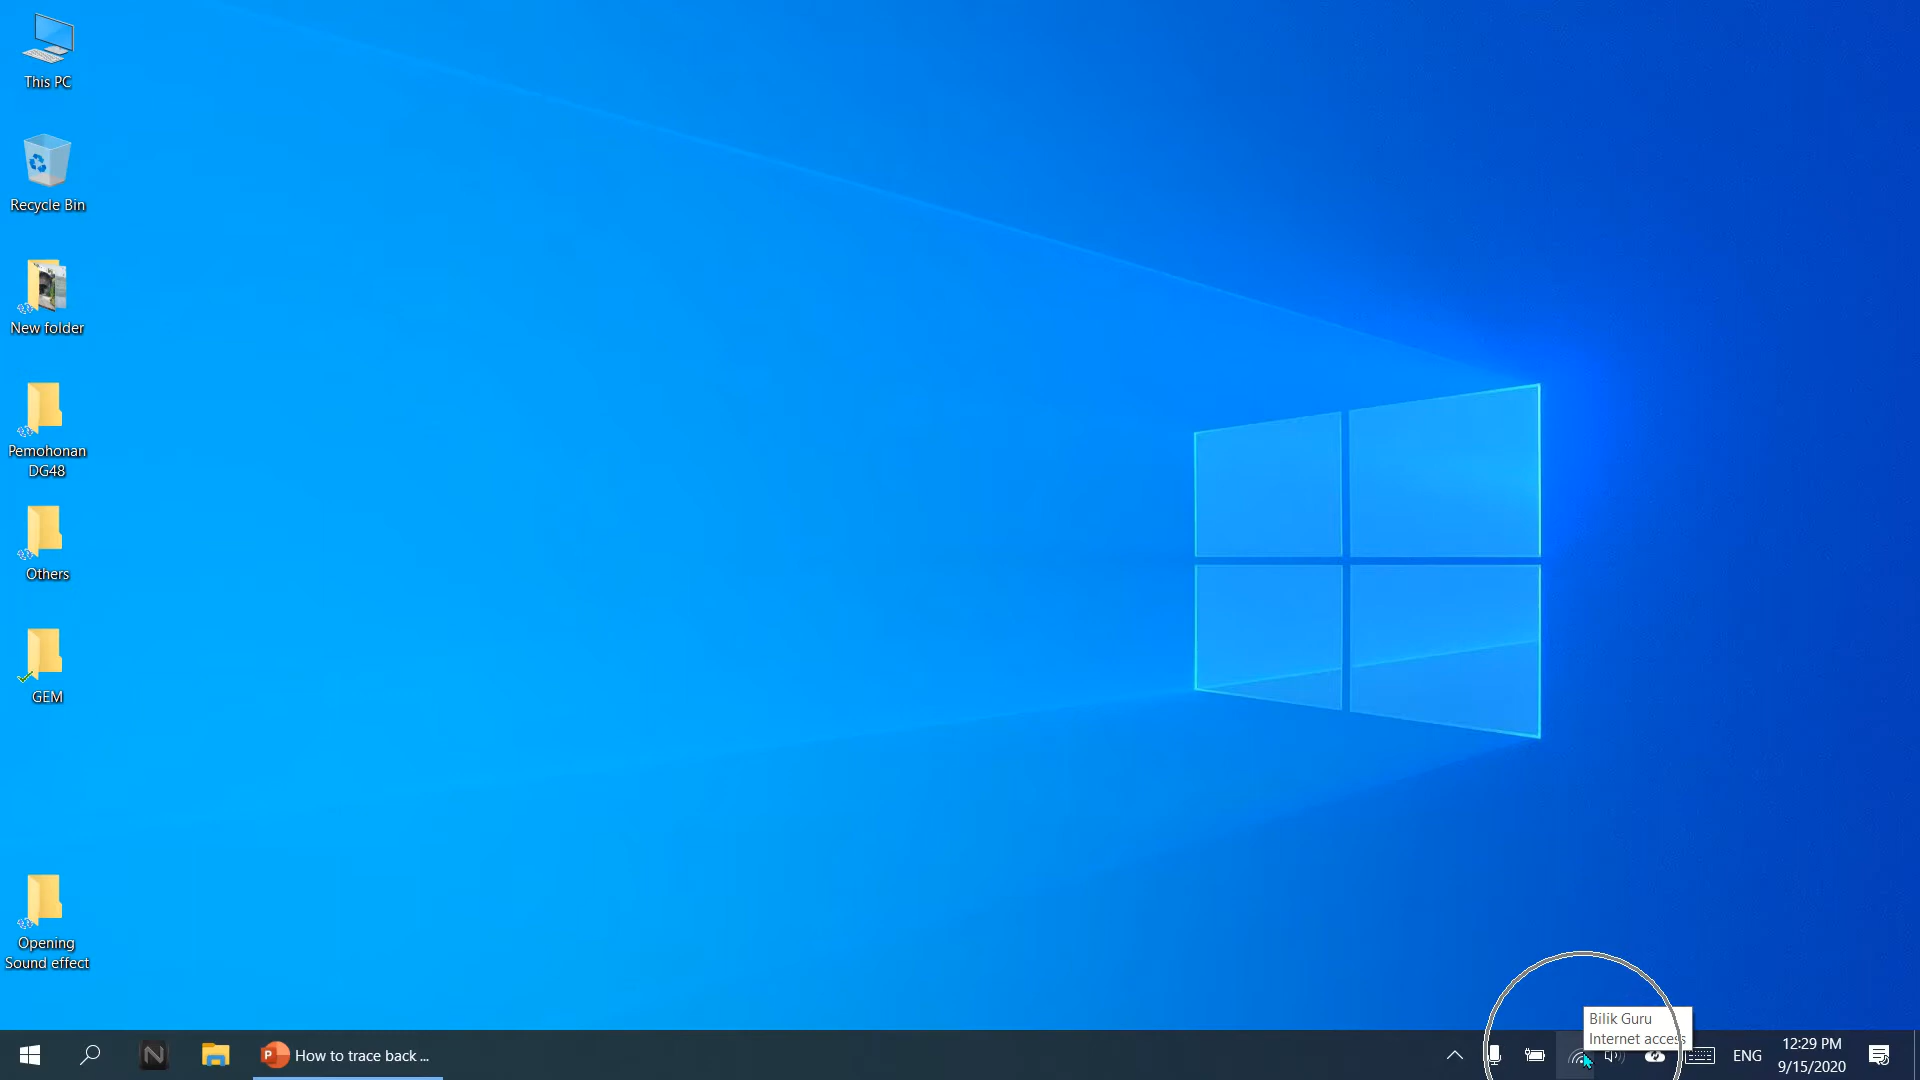 This PC
Recycle Bin
New folder
Pemohonan
DG48
Others
GEM
Opening
Sound effect
Bilik Guru
Internet access
N
P
How to trace back ...
ENG
12:29 PM
9/15/2020